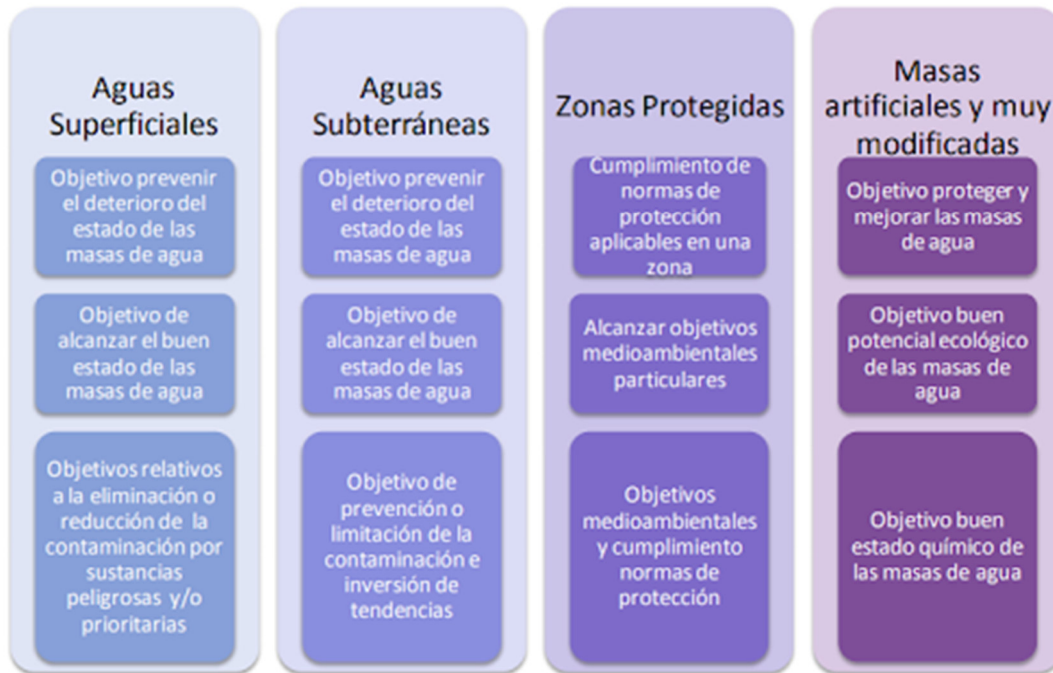 Aguas
Superficiales
Objetivo prevenir
el deterioro del
estado de las
masas de agua
Objetivo de
alcanzar el buen
estado de las
masas de agua
Objetivos relativos
a la eliminación o
reducción de la
contaminación por
sustancias
peligrosas y/o
prioritarias
Aguas
Subterráneas
Objetivo prevenir
el deterioro del
estado de las
masas de agua
Objetivo de
alcanzar el buen
estado de las
masas de agua
Objetivo de
prevención o
limitación de la
contaminación e
inversión de
tendencias
Zonas Protegidas
Cumplimiento de
normas de
protección
aplicables en una
zona
Alcanzar objetivos
medioambientales
particulares
Objetivos
medioambientales
y cumplimiento
normas de
protección
Masas
artificiales y muy
modificadas
Objetivo proteger y
mejorar las masas
de agua
Objetivo buen
potencial ecológico
de las masas de
agua
Objetivo buen
estado químico de
las masas de agua